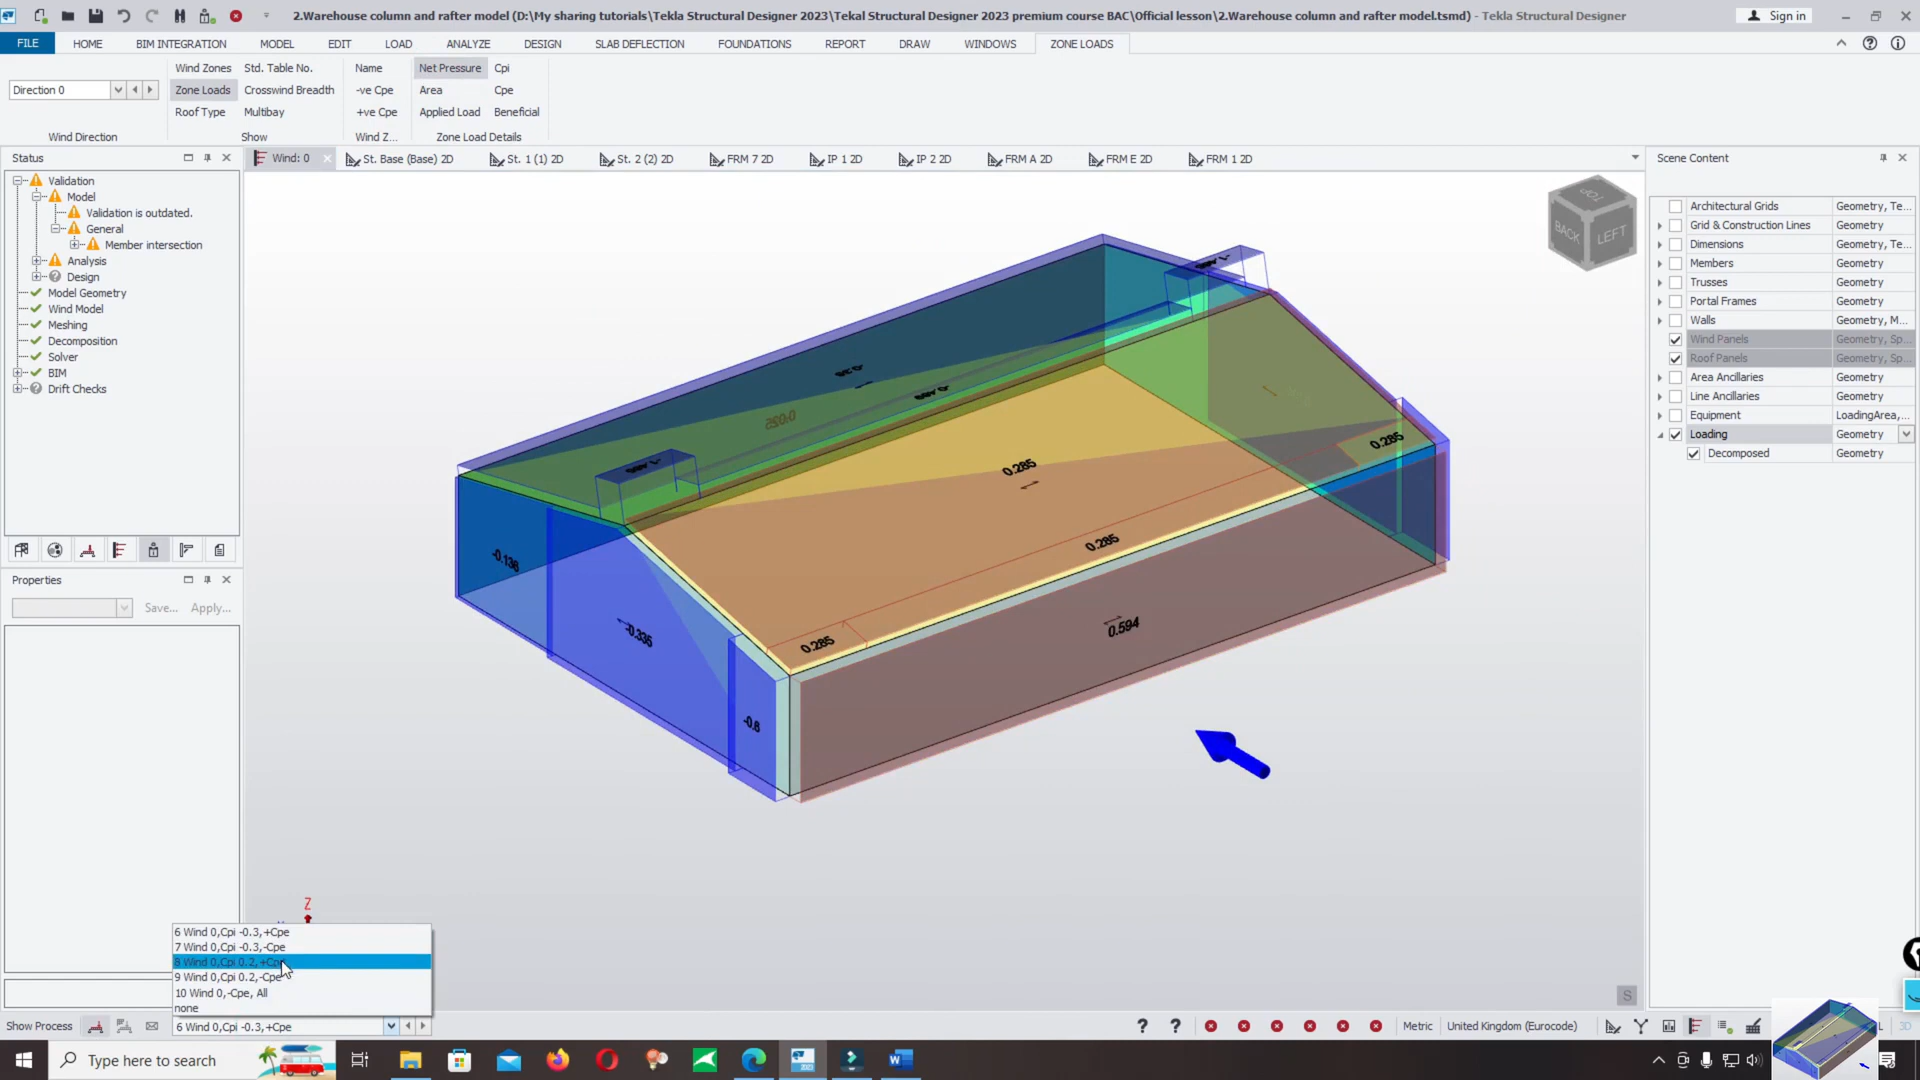 2.Warehouse column and rafter model (D:\My sharing tutorials\Tekla Structural Designer 2023\Tekal Structural Designer 2023 premium course BAC\Official lesson\2.Warehouse column and rafter model.tsmd) - Tekla Structural Designer
Sign in
FILE HOME BIM INTEGRATION MODEL EDIT LOAD ANALYZE DESIGN SLAB DEFLECTION FOUNDATIONS REPORT DRAW WINDOWS ZONE LOADS
Wind Zones Std. Table No. Name Net Pressure Cpi
Direction 0 Zone Loads Crosswind Breadth -ve Cpe Area Cpe
Roof Type Multibay +ve Cpe Applied Load Beneficial
Wind Direction Show Wind Z... Zone Load Details
Status
Wind: 0 St. Base (Base) 2D St. 1 (1) 2D St. 2 (2) 2D FRM 7 2D IP 1 2D IP 2 2D FRM A 2D FRM E 2D FRM 1 2D
Scene Content
Validation
Model
Validation is outdated.
General
Member intersection
Analysis
Design
Model Geometry
Wind Model
Meshing
Decomposition
Solver
BIM
Drift Checks
TOP
BACK LEFT
0.025
0.285
0.285
0.285
0.285
0.594
-0.136
-0.335
-0.6
Architectural Grids Geometry, Te...
Grid & Construction Lines Geometry
Dimensions Geometry, Te...
Members Geometry
Trusses Geometry
Portal Frames Geometry
Walls Geometry, M...
Wind Panels Geometry, Sp...
Roof Panels Geometry, Sp...
Area Ancillaries Geometry
Line Ancillaries Geometry
Equipment LoadingArea,...
Loading Geometry
Decomposed Geometry
Properties
Save... Apply...
Z
6 Wind 0,Cpi -0.3,+Cpe
7 Wind 0,Cpi -0.3,-Cpe
8 Wind 0,Cpi 0.2,+Cpe
9 Wind 0,Cpi 0.2,-Cpe
10 Wind 0,-Cpe, All
none
S
Show Process 6 Wind 0,Cpi -0.3,+Cpe
Metric United Kingdom (Eurocode)
Type here to search